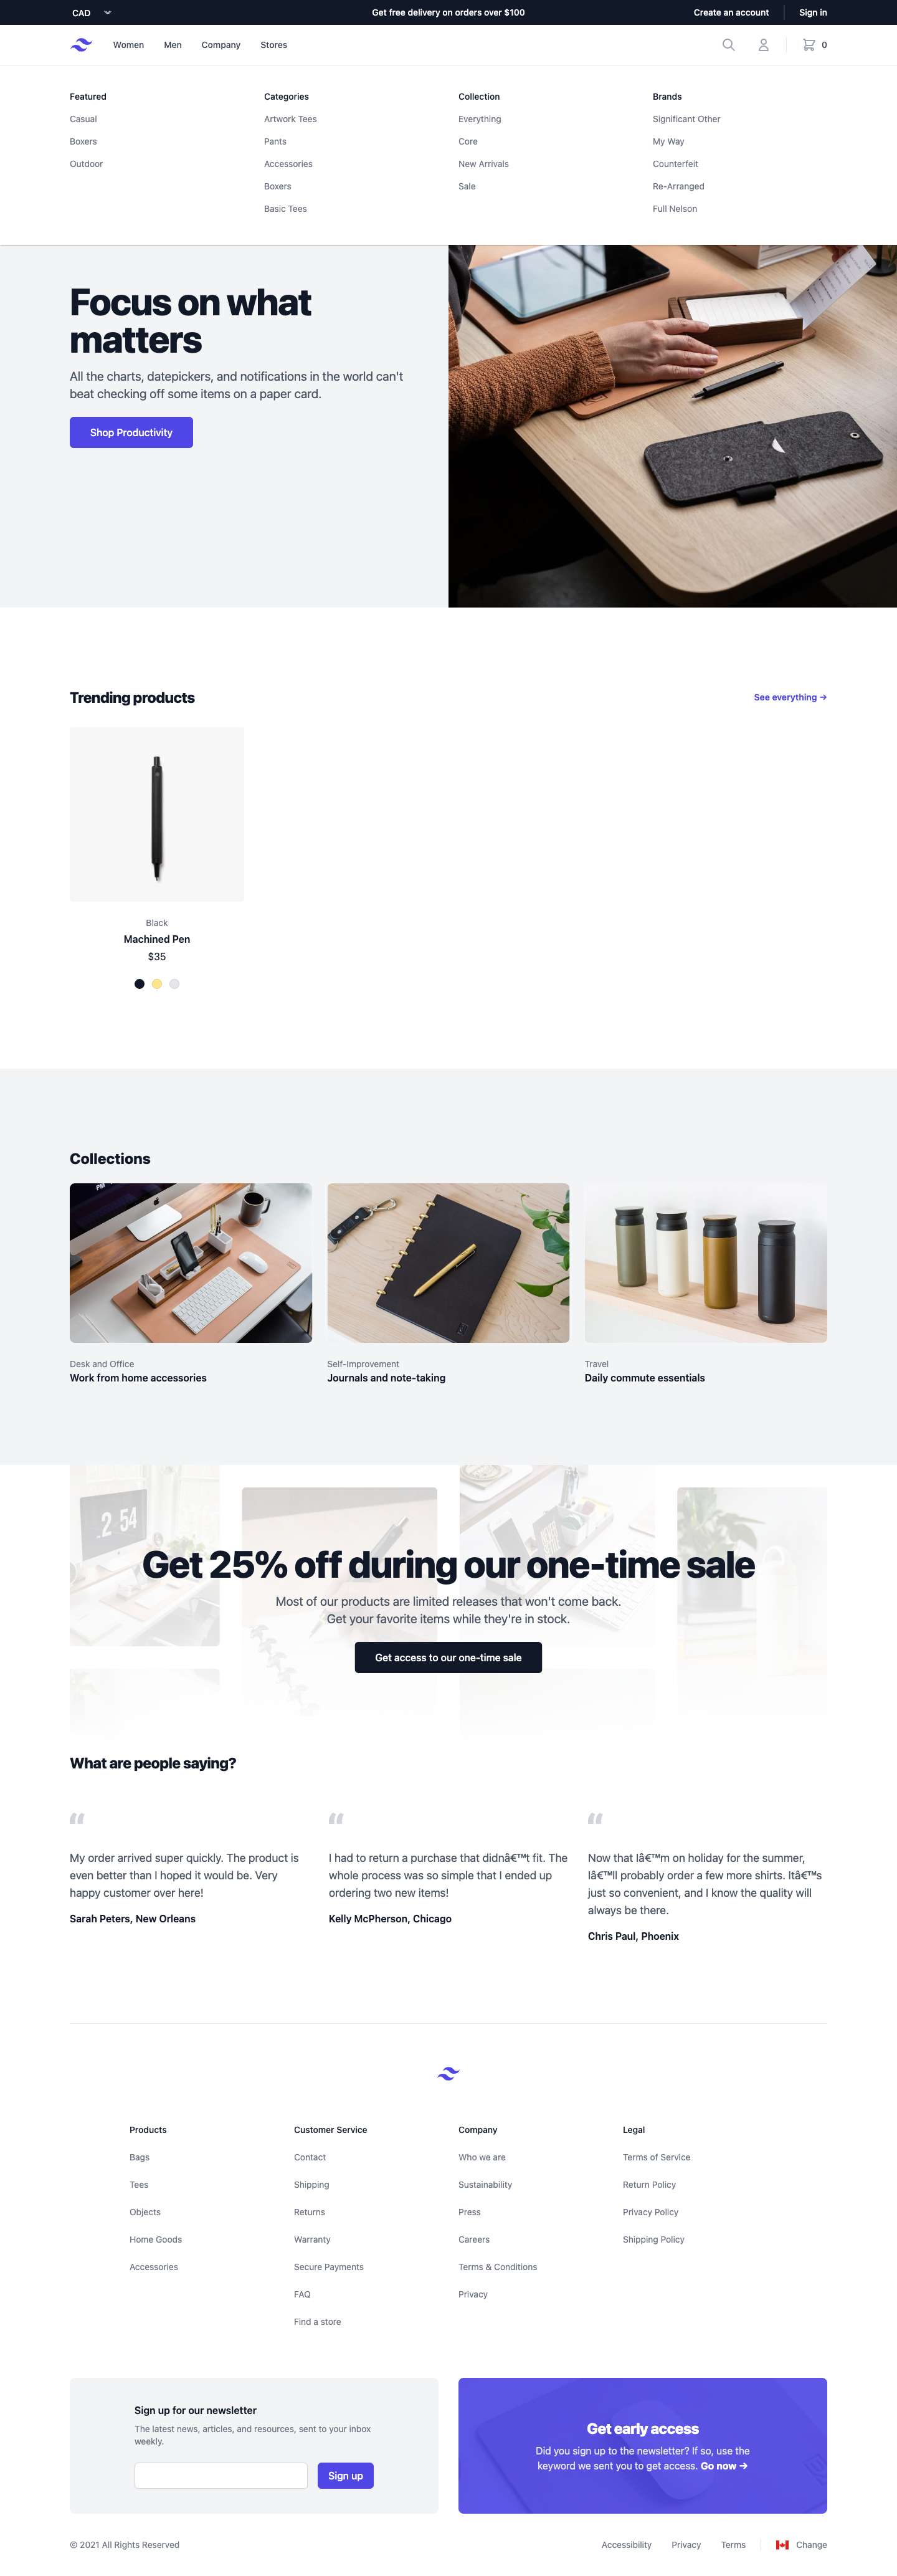 CAD
Get free delivery on orders over $100
Create an account
Sign in
Women
Men
Company
Stores
0
Featured
Casual
Boxers
Outdoor
Categories
Artwork Tees
Pants
Accessories
Boxers
Basic Tees
Collection
Everything
Core
New Arrivals
Sale
Brands
Significant Other
My Way
Counterfeit
Re-Arranged
Full Nelson
Focus on what
matters
All the charts, datepickers, and notifications in the world can't
beat checking off some items on a paper card.
Shop Productivity
Trending products
See everything →
Black
Machined Pen
$35
Collections
Desk and Office
Work from home accessories
Self-Improvement
Journals and note-taking
Travel
Daily commute essentials
2 54
Get 25% off during our one-time sale
Most of our products are limited releases that won't come back.
Get your favorite items while they're in stock.
Get access to our one-time sale
What are people saying?
My order arrived super quickly. The product is
even better than I hoped it would be. Very
happy customer over here!
Sarah Peters, New Orleans
I had to return a purchase that didnâ€™t fit. The
whole process was so simple that I ended up
ordering two new items!
Kelly McPherson, Chicago
Now that Iâ€™m on holiday for the summer,
Iâ€™ll probably order a few more shirts. Itâ€™s
just so convenient, and I know the quality will
always be there.
Chris Paul, Phoenix
Products
Bags
Tees
Objects
Home Goods
Accessories
Customer Service
Contact
Shipping
Returns
Warranty
Secure Payments
FAQ
Find a store
Company
Who we are
Sustainability
Press
Careers
Terms & Conditions
Privacy
Legal
Terms of Service
Return Policy
Privacy Policy
Shipping Policy
Sign up for our newsletter
The latest news, articles, and resources, sent to your inbox
weekly.
Sign up
Get early access
Did you sign up to the newsletter? If so, use the
keyword we sent you to get access. Go now →
© 2021 All Rights Reserved
Accessibility
Privacy
Terms
Change